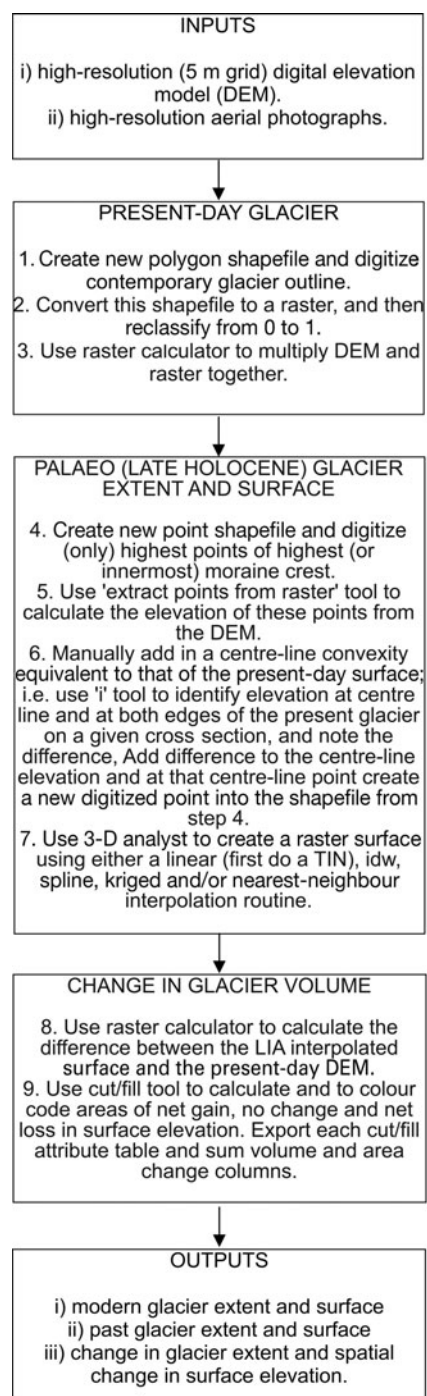 INPUTS
i) high-resolution (5 m grid) digital elevation
model (DEM).
ii) high-resolution aerial photographs.
PRESENT-DAY GLACIER
1. Create new polygon shapefile and digitize
contemporary glacier outline.
2. Convert this shapefile to a raster, and then
reclassify from 0 to 1.
3. Use raster calculator to multiply DEM and
raster together.
PALAEO (LATE HOLOCENE) GLACIER
EXTENT AND SURFACE
4. Create new point shapefile and digitize
(only) highest points of highest (or
innermost) moraine crest.
5. Use 'extract points from raster' tool to
calculate the elevation of these points from
the DEM.
6. Manually add in a centre-line convexity
equivalent to that of the present-day surface;
i.e. use 'i' tool to identify elevation at centre
line and at both edges of the present glacier
on a given cross section, and note the
difference, Add difference to the centre-line
elevation and at that centre-line point create
a new digitized point into the shapefile from
step 4.
7. Use 3-D analyst to create a raster surface
using either a linear (first do a TIN), idw,
spline, kriged and/or nearest-neighbour
interpolation routine.
CHANGE IN GLACIER VOLUME
8. Use raster calculator to calculate the
difference between the LIA interpolated
surface and the present-day DEM.
9. Use cut/fill tool to calculate and to colour
code areas of net gain, no change and net
loss in surface elevation. Export each cut/fill
attribute table and sum volume and area
change columns.
OUTPUTS
i) modern glacier extent and surface
ii) past glacier extent and surface
iii) change in glacier extent and spatial
change in surface elevation.